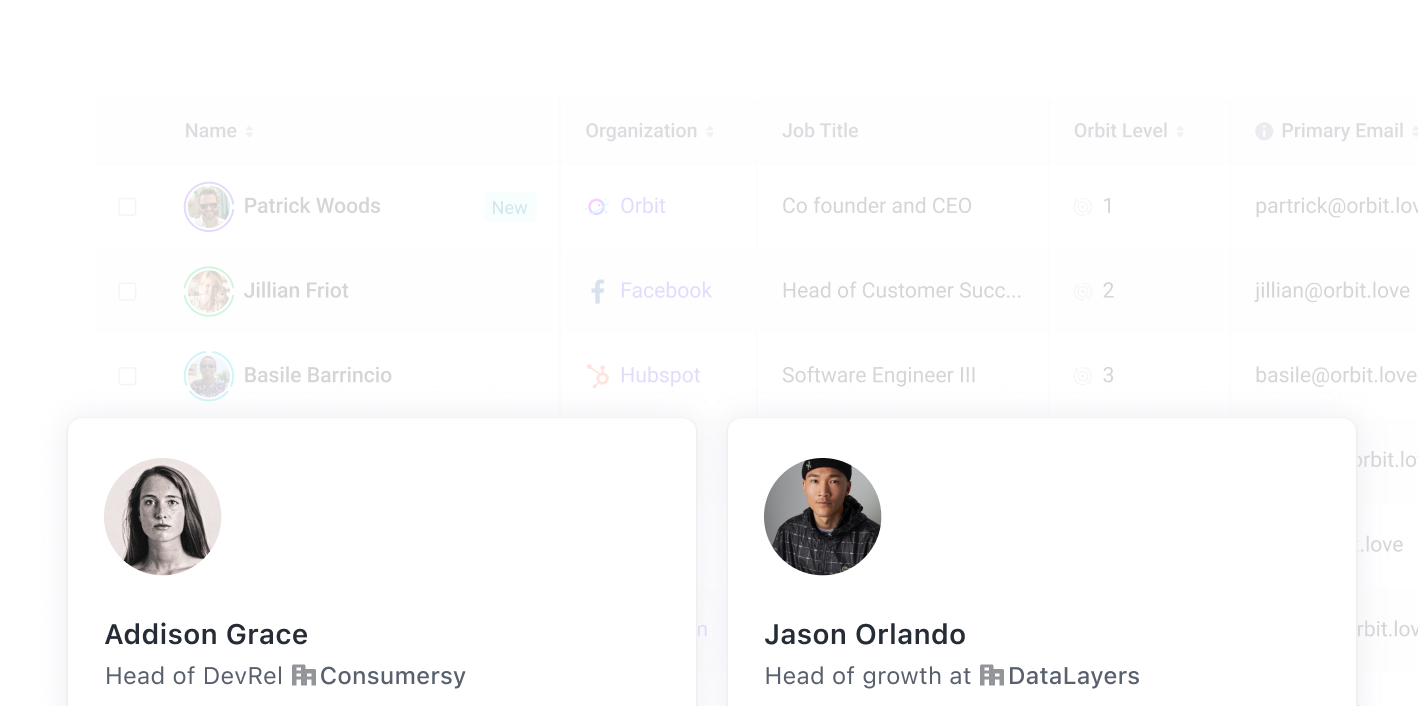 Name Organization Job Title Orbit Level Primary Email
Patrick Woods New Orbit Co founder and CEO 1 partrick@orbit.lov
Jillian Friot Facebook Head of Customer Succ... 2 jillian@orbit.love
Basile Barrincio Hubspot Software Engineer III 3 basile@orbit.love
orbit.lo
.love
n
rbit.lov
Addison Grace
Head of DevRel Consumersy
Jason Orlando
Head of growth at DataLayers